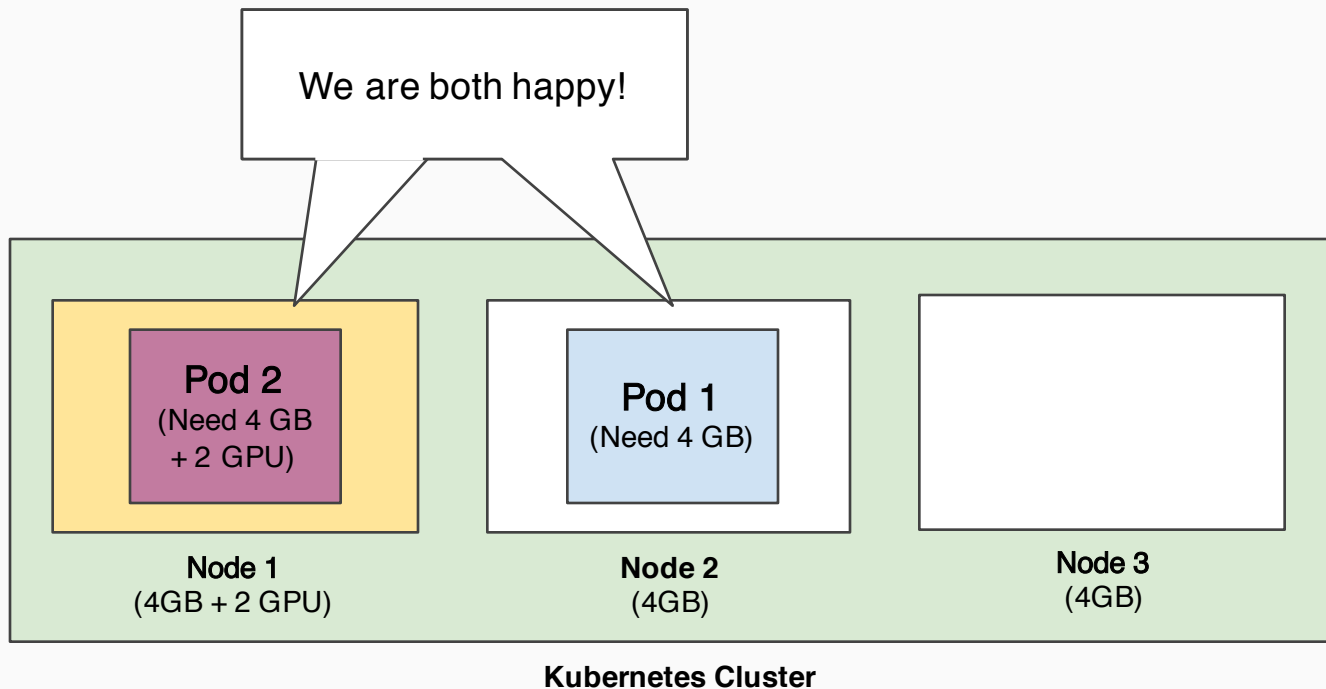 We are both happy!
Pod 2
(Need 4 GB
+ 2 GPU)
Pod 1
(Need 4 GB)
Node 1
(4GB + 2 GPU)
Node 2
(4GB)
Node 3
(4GB)
Kubernetes Cluster